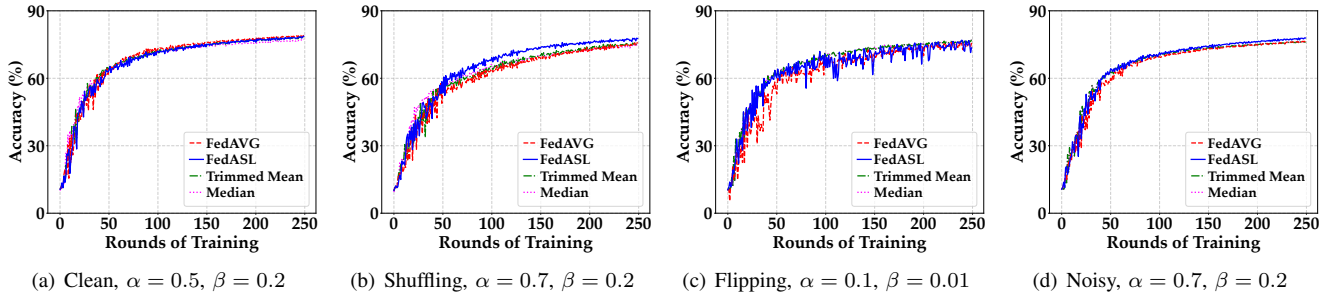 90
60
30
0
Accuracy (%)
0 50 100 150 200 250
Rounds of Training
FedAVG
FedASL
Trimmed Mean
Median
(a) Clean, α = 0.5, β = 0.2
90
60
30
0
Accuracy (%)
0 50 100 150 200 250
Rounds of Training
FedAVG
FedASL
Trimmed Mean
Median
(b) Shuffling, α = 0.7, β = 0.2
90
60
30
0
Accuracy (%)
0 50 100 150 200 250
Rounds of Training
FedAVG
FedASL
Trimmed Mean
Median
(c) Flipping, α = 0.1, β = 0.01
90
60
30
0
Accuracy (%)
0 50 100 150 200 250
Rounds of Training
FedAVG
FedASL
Trimmed Mean
Median
(d) Noisy, α = 0.7, β = 0.2